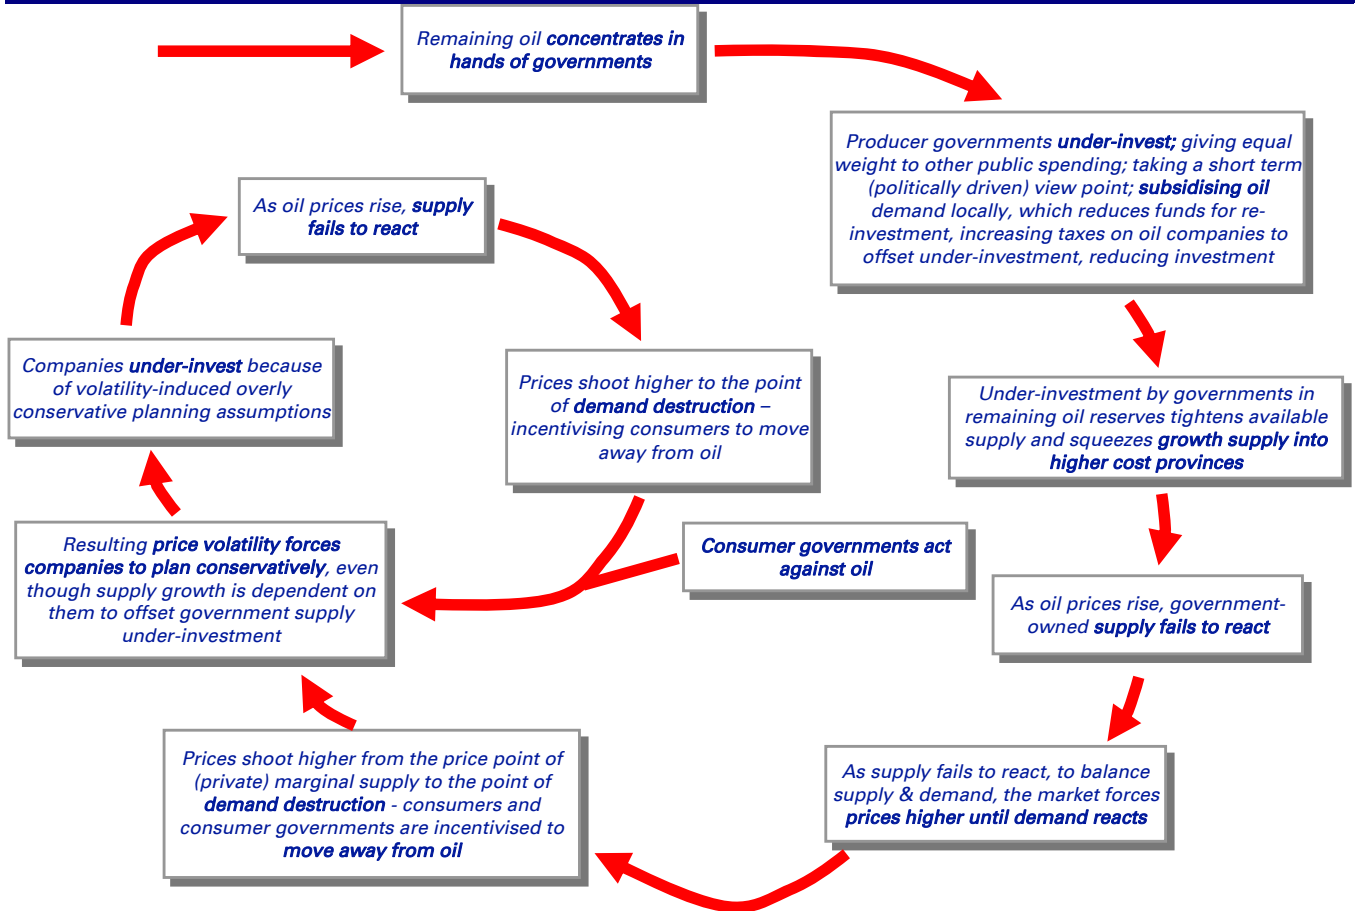 Remaining oil concentrates in
hands of governments
Producer governments under-invest; giving equal
weight to other public spending; taking a short term
(politically driven) view point; subsidising oil
demand locally, which reduces funds for re-
investment, increasing taxes on oil companies to
offset under-investment, reducing investment
As oil prices rise, supply
fails to react
Companies under-invest because
of volatility-induced overly
conservative planning assumptions
Prices shoot higher to the point
of demand destruction –
incentivising consumers to move
away from oil
Under-investment by governments in
remaining oil reserves tightens available
supply and squeezes growth supply into
higher cost provinces
Resulting price volatility forces
companies to plan conservatively, even
though supply growth is dependent on
them to offset government supply
under-investment
Consumer governments act
against oil
As oil prices rise, government-
owned supply fails to react
Prices shoot higher from the price point of
(private) marginal supply to the point of
demand destruction - consumers and
consumer governments are incentivised to
move away from oil
As supply fails to react, to balance
supply & demand, the market forces
prices higher until demand reacts